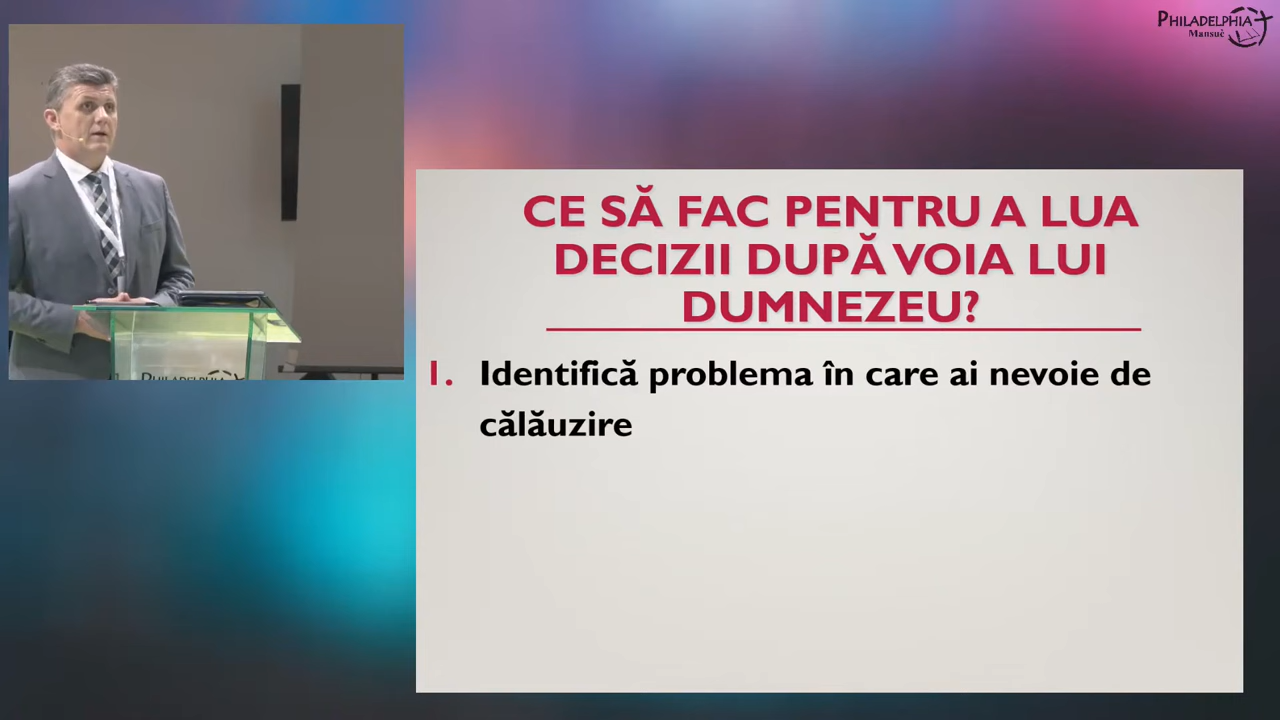 PHILADELPHIA
Mansuè
CE SĂ FAC PENTRU A LUA
DECIZII DUPĂ VOIA LUI
DUMNEZEU?
1. Identifică problema în care ai nevoie de
călăuzire
PHILADELPHIA